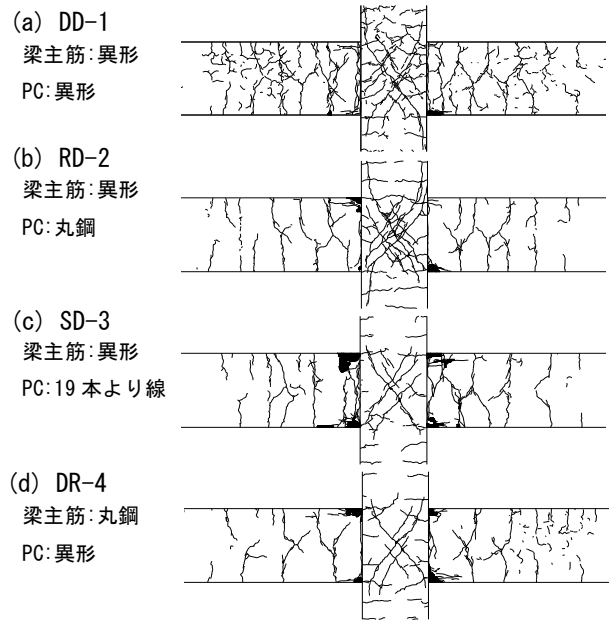 (a) DD-1
梁主筋:異形
PC:異形
(b) RD-2
梁主筋:異形
PC:丸鋼
(c) SD-3
梁主筋:異形
PC:19本より線
(d) DR-4
梁主筋:丸鋼
PC:異形